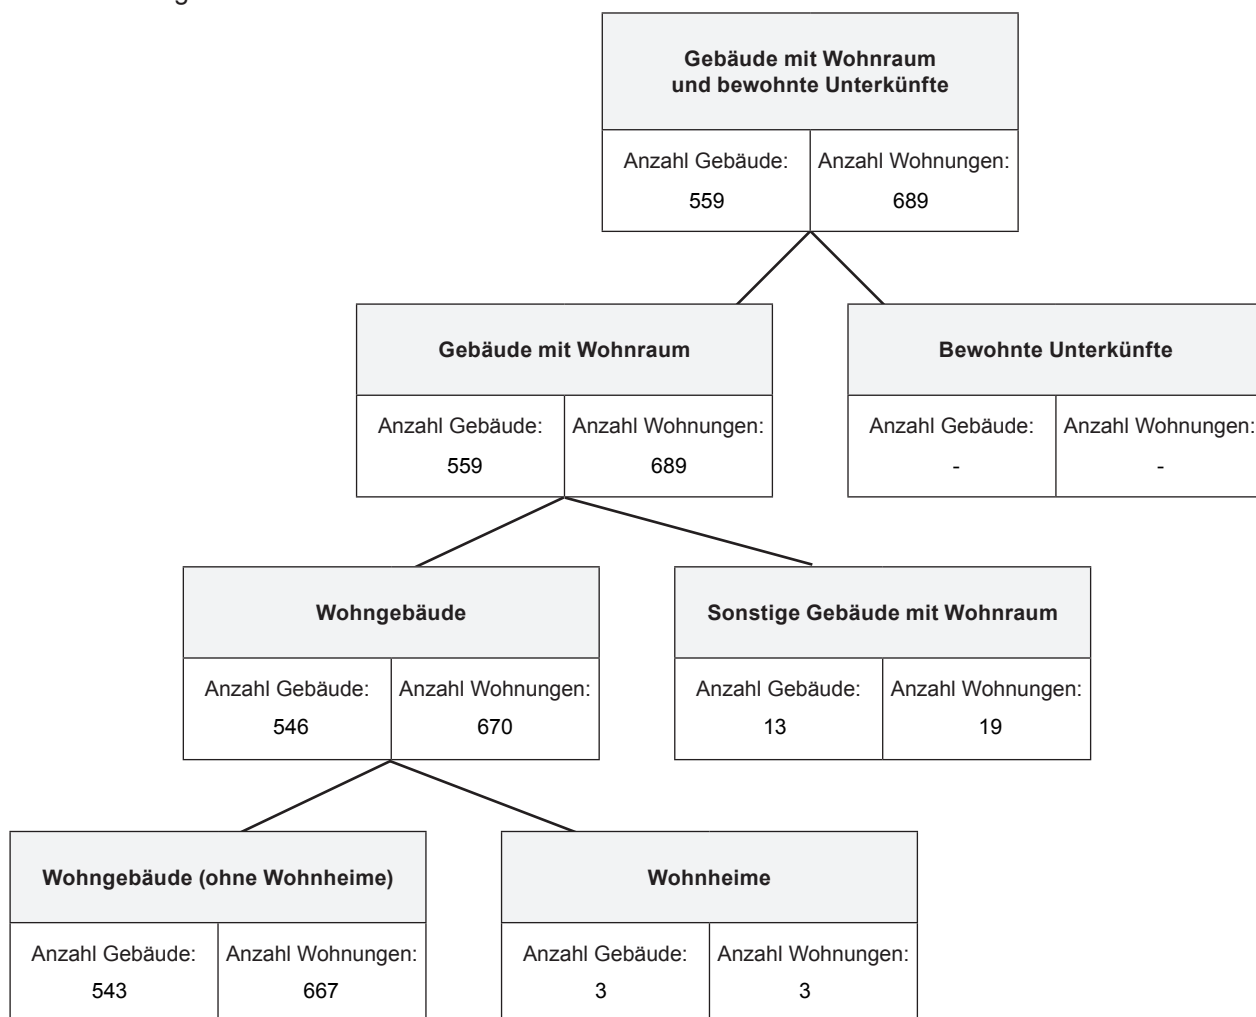 Gebäude mit Wohnraum
und bewohnte Unterkünfte
Anzahl Gebäude: Anzahl Wohnungen:
559 689
Gebäude mit Wohnraum
Bewohnte Unterkünfte
Anzahl Gebäude: Anzahl Wohnungen:
559 689
Anzahl Gebäude: Anzahl Wohnungen:
- -
Wohngebäude
Sonstige Gebäude mit Wohnraum
Anzahl Gebäude: Anzahl Wohnungen:
546 670
Anzahl Gebäude: Anzahl Wohnungen:
13 19
Wohngebäude (ohne Wohnheime)
Wohnheime
Anzahl Gebäude: Anzahl Wohnungen:
543 667
Anzahl Gebäude: Anzahl Wohnungen:
3 3